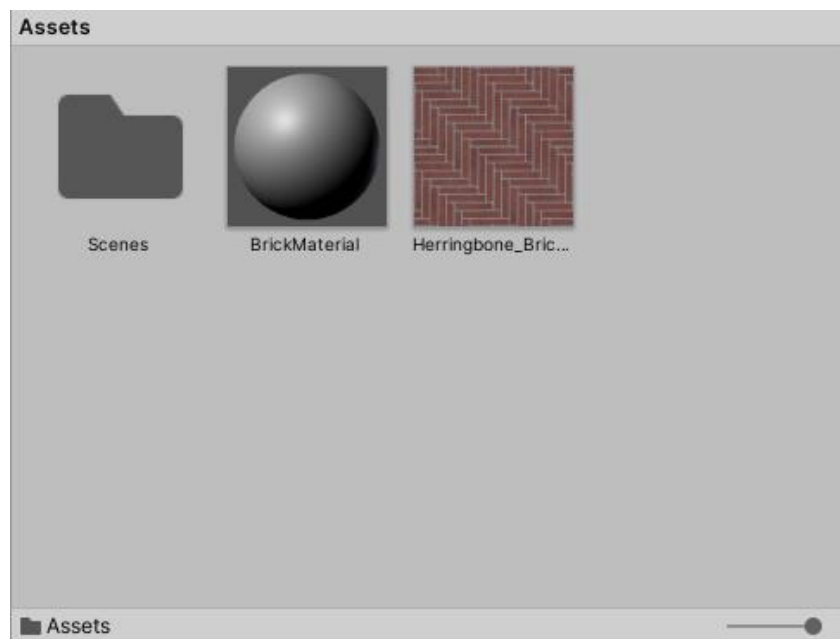 Assets
Scenes
BrickMaterial
Herringbone_Bric...
Assets